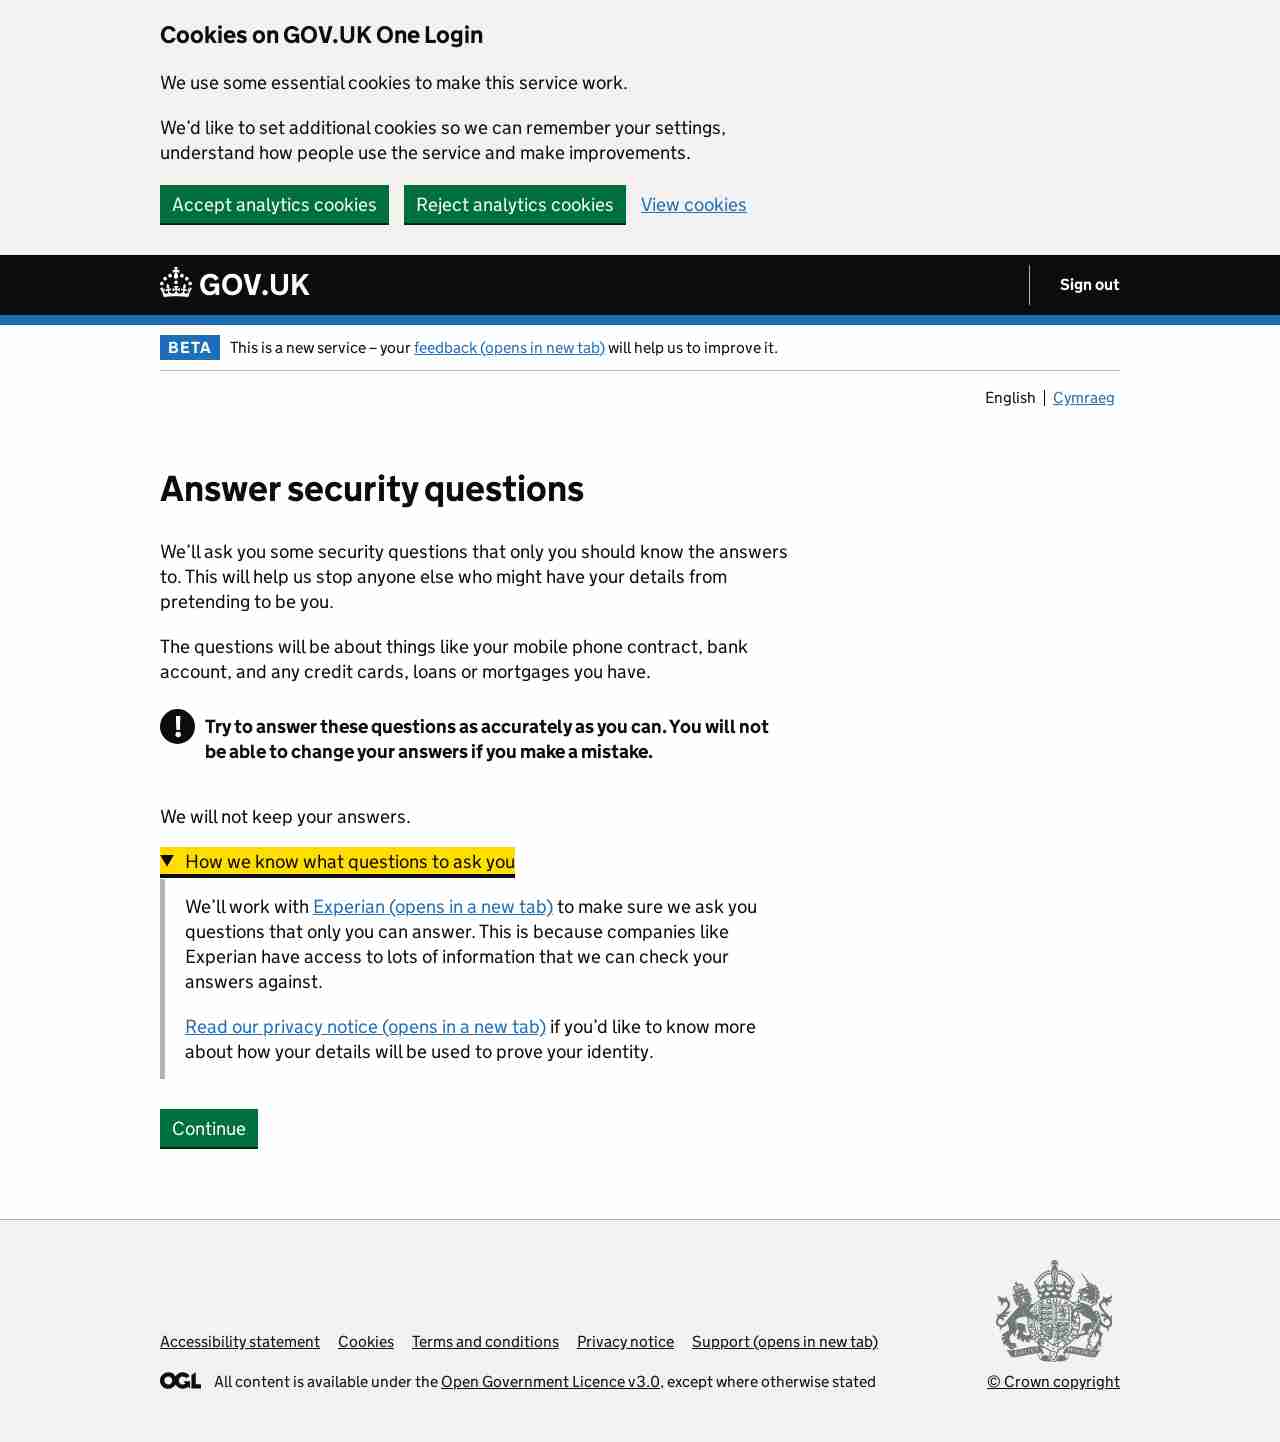 Cookies on GOV.UK One Login
We use some essential cookies to make this service work.
We’d like to set additional cookies so we can remember your settings,
understand how people use the service and make improvements.
Accept analytics cookies Reject analytics cookies View cookies
GOV.UK Sign out
BETA This is a new service – your feedback (opens in new tab) will help us to improve it.
English Cymraeg
Answer security questions
We’ll ask you some security questions that only you should know the answers
to. This will help us stop anyone else who might have your details from
pretending to be you.
The questions will be about things like your mobile phone contract, bank
account, and any credit cards, loans or mortgages you have.
! Try to answer these questions as accurately as you can. You will not
be able to change your answers if you make a mistake.
We will not keep your answers.
How we know what questions to ask you
We’ll work with Experian (opens in a new tab) to make sure we ask you
questions that only you can answer. This is because companies like
Experian have access to lots of information that we can check your
answers against.
Read our privacy notice (opens in a new tab) if you’d like to know more
about how your details will be used to prove your identity.
Continue
Accessibility statement Cookies Terms and conditions Privacy notice Support (opens in new tab)
OGL All content is available under the Open Government Licence v3.0, except where otherwise stated
© Crown copyright